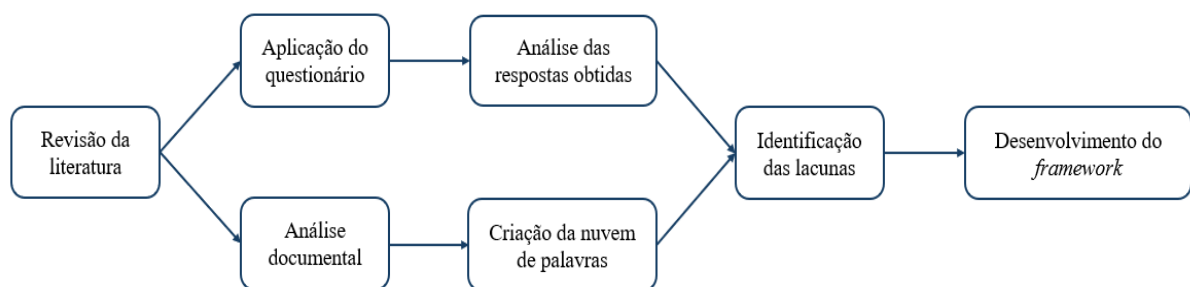 Revisão da
literatura
Aplicação do
questionário
Análise das
respostas obtidas
Análise
documental
Criação da nuvem
de palavras
Identificação
das lacunas
Desenvolvimento do
framework